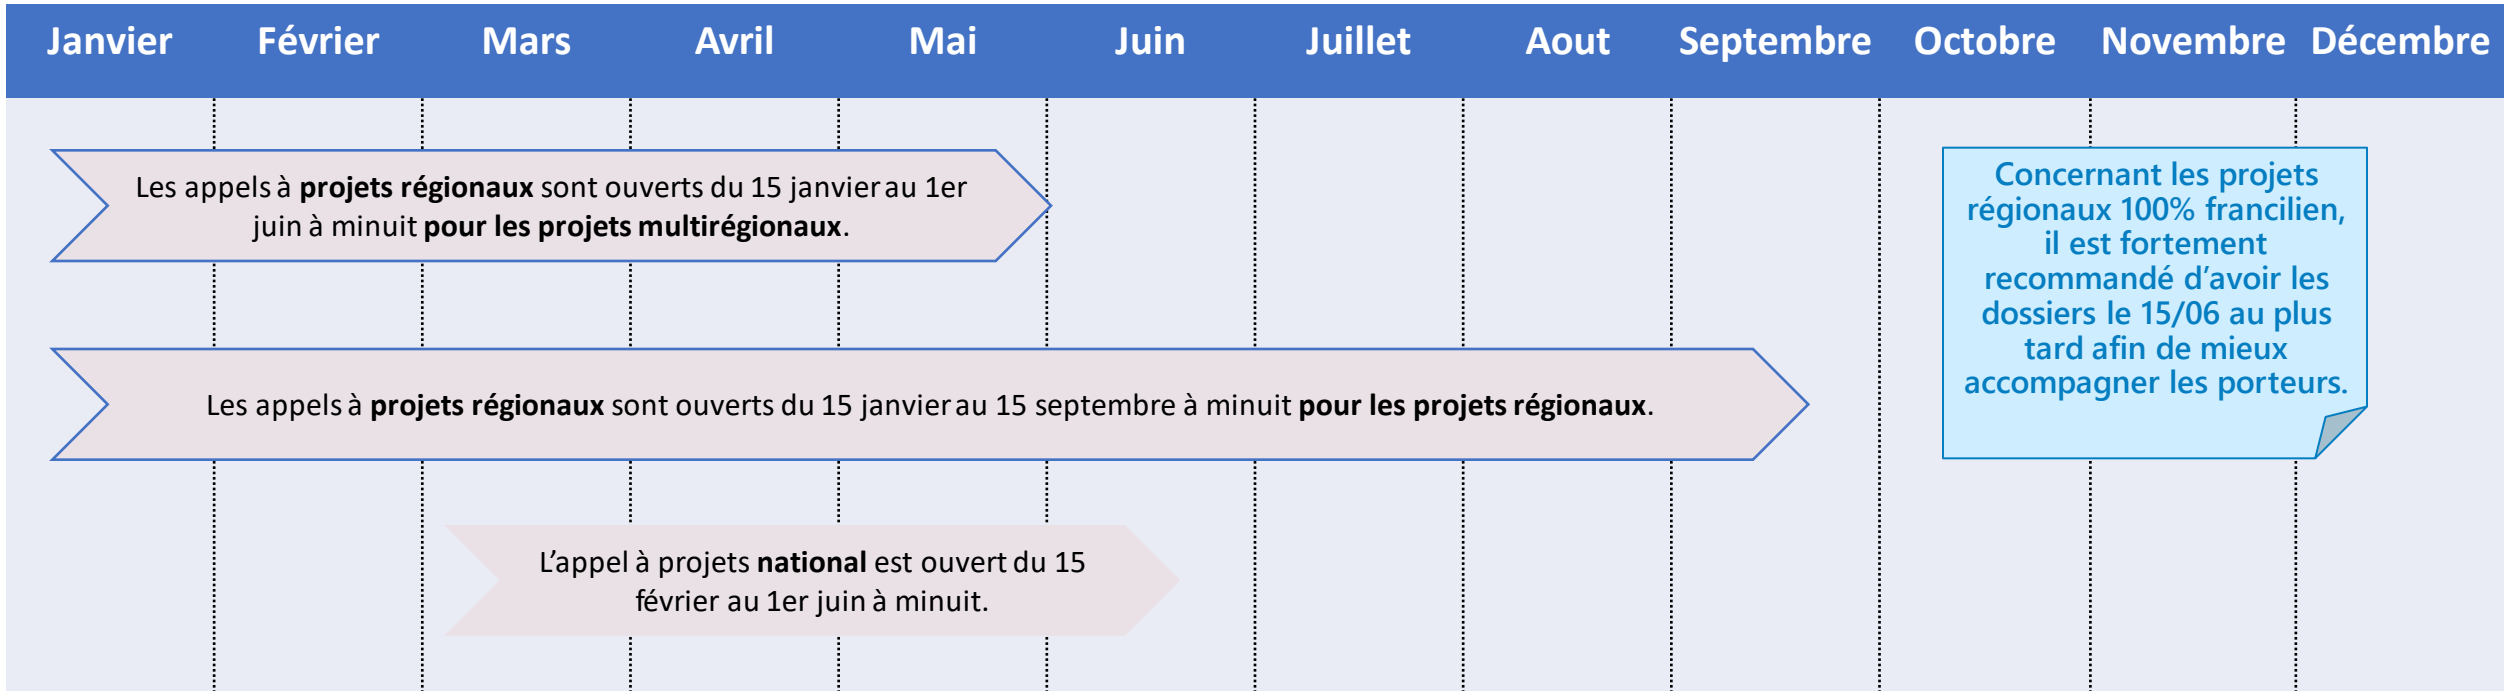 Janvier Février Mars Avril Mai Juin Juillet Aout Septembre Octobre Novembre Décembre
Les appels à projets régionaux sont ouverts du 15 janvier au 1er
juin à minuit pour les projets multirégionaux.
Les appels à projets régionaux sont ouverts du 15 janvier au 15 septembre à minuit pour les projets régionaux.
L'appel à projets national est ouvert du 15
février au 1er juin à minuit.
Concernant les projets
régionaux 100% francilien,
il est fortement
recommandé d'avoir les
dossiers le 15/06 au plus
tard afin de mieux
accompagner les porteurs.